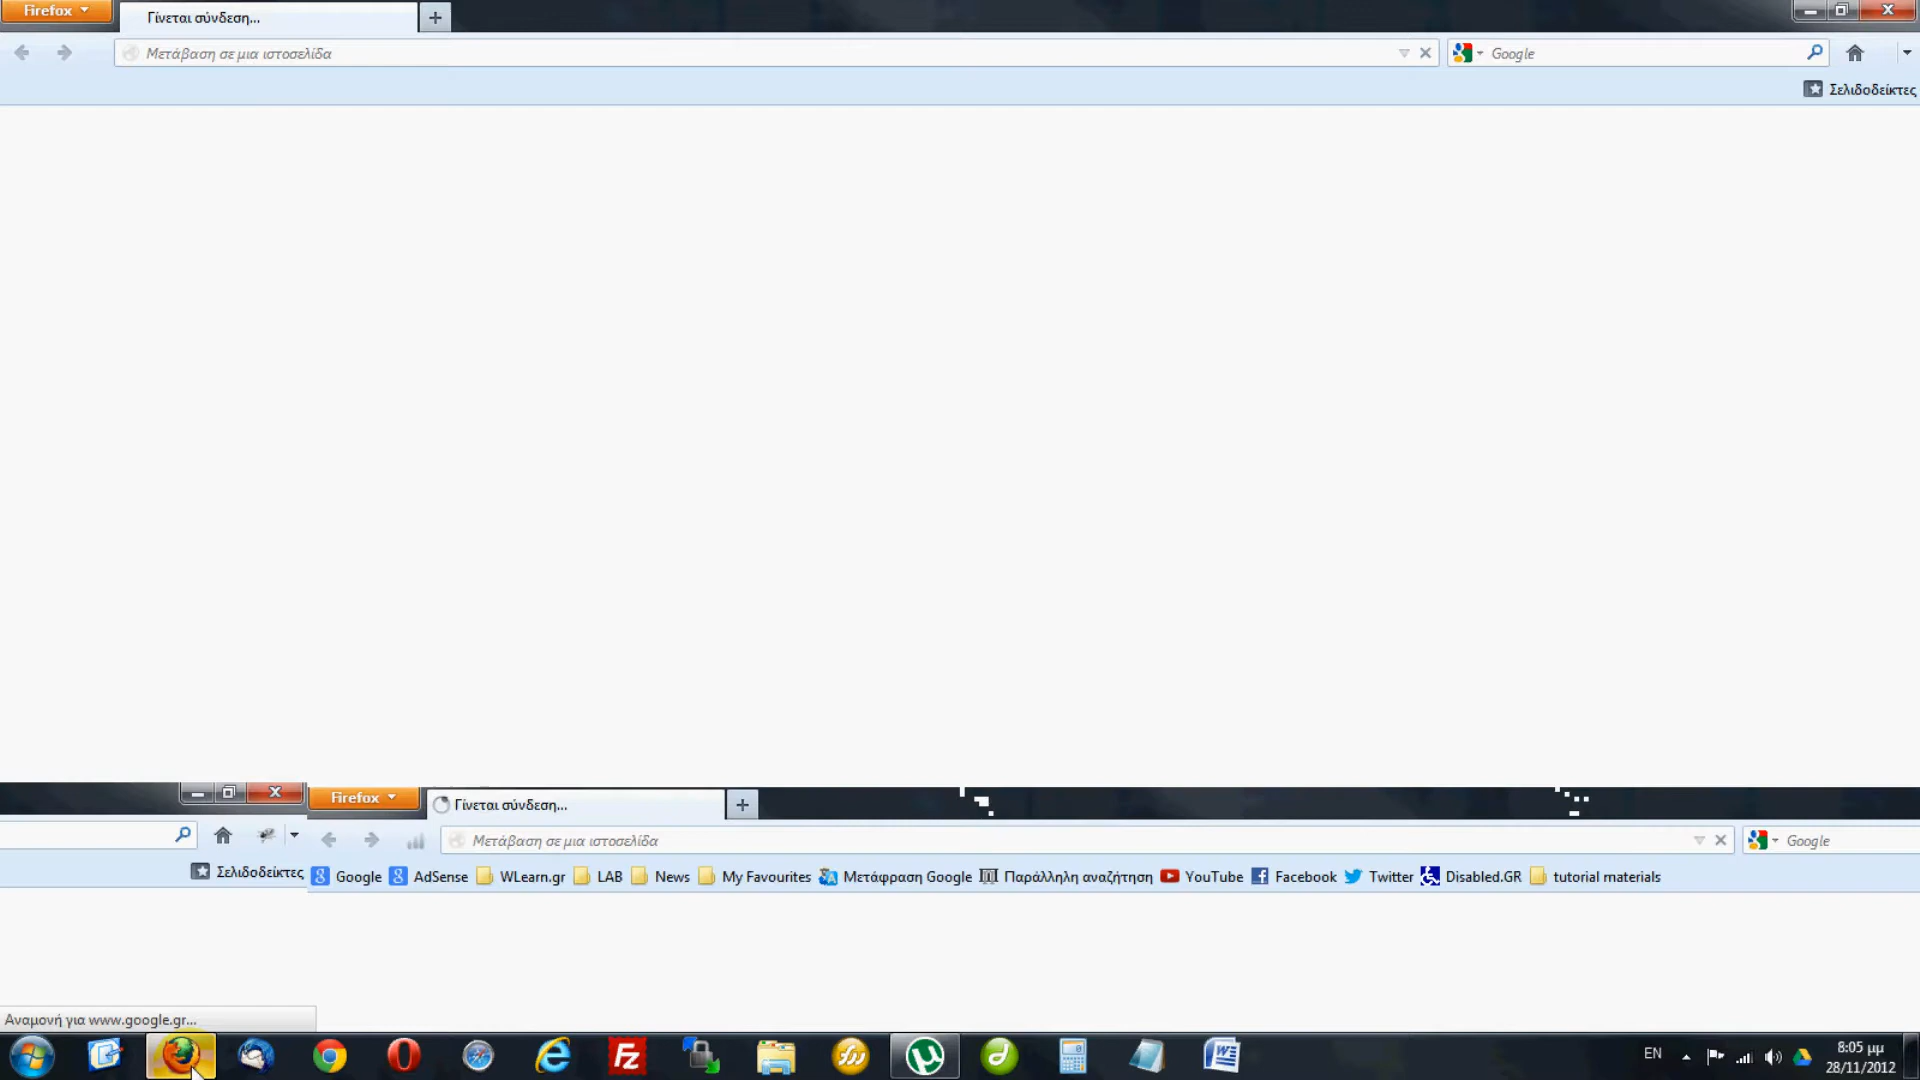 Firefox
Γίνεται σύνδεση...
Μετάβαση σε μια ιστοσελίδα
Google
Σελιδοδείκτες
Firefox
Γίνεται σύνδεση...
Μετάβαση σε μια ιστοσελίδα
Google
Σελιδοδείκτες
Google AdSense WLearn.gr LAB News My Favourites Μετάφραση Google Παράλληλη αναζήτηση YouTube Facebook Twitter Disabled.GR tutorial materials
Αναμονή για www.google.gr...
EN
8:05 μμ
28/11/2012